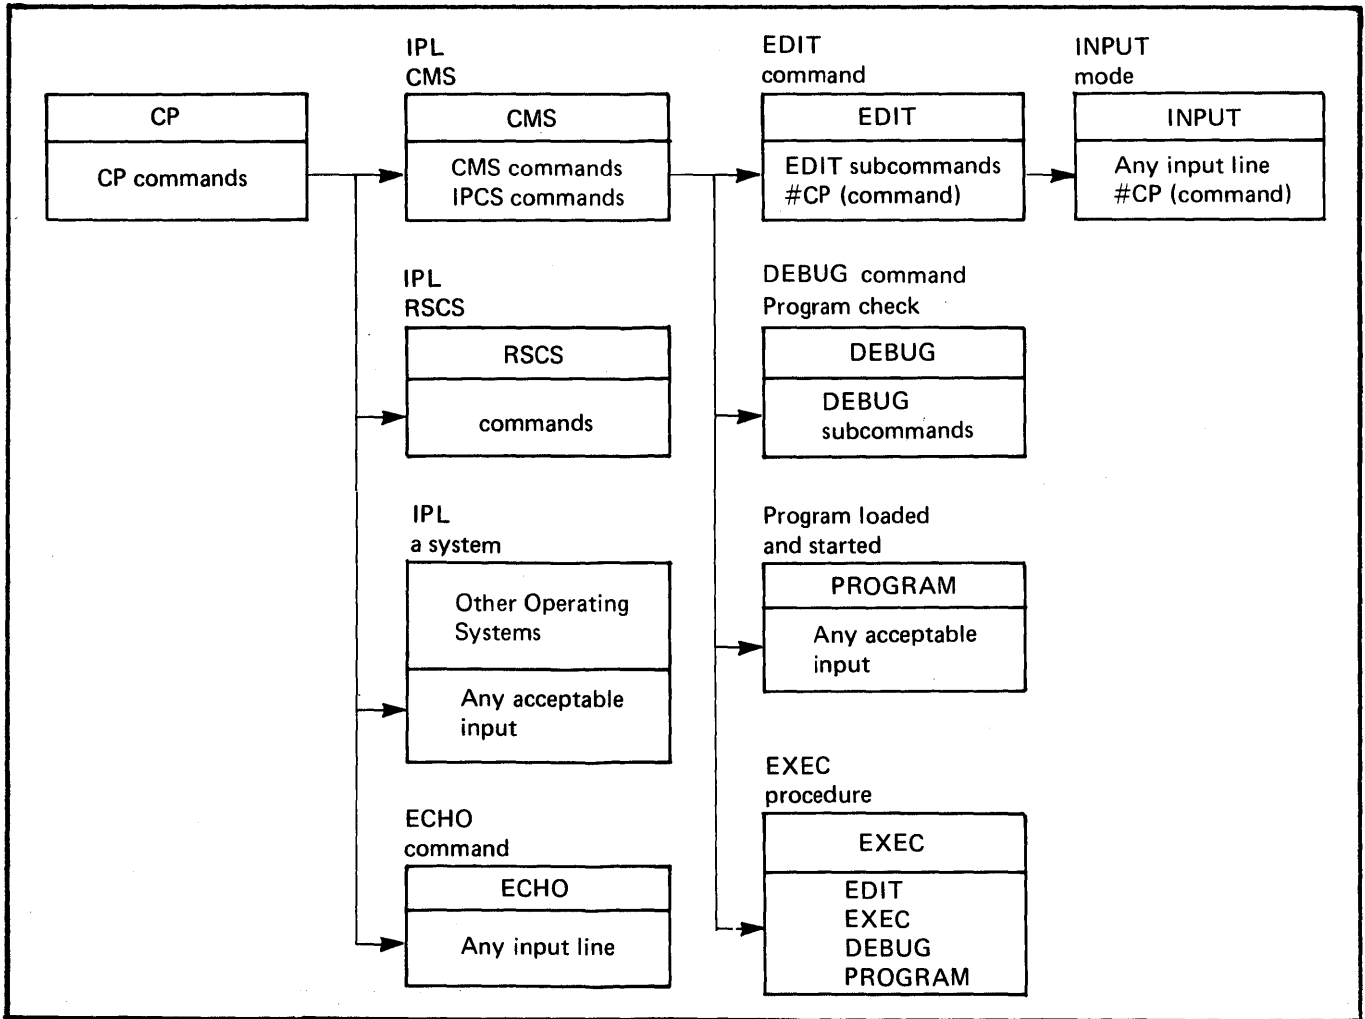 CP
CP commands
IPL
CMS
CMS
CMS commands
IPCS commands
EDIT
command
EDIT
EDIT subcommands
#CP (command)
INPUT
mode
INPUT
Any input line
#CP (command)
IPL
RSCS
RSCS
commands
DEBUG command
Program check
DEBUG
DEBUG
subcommands
IPL
a system
Other Operating
Systems
Any acceptable
input
Program loaded
and started
PROGRAM
Any acceptable
input
ECHO
command
ECHO
Any input line
EXEC
procedure
EXEC
EDIT
EXEC
DEBUG
PROGRAM